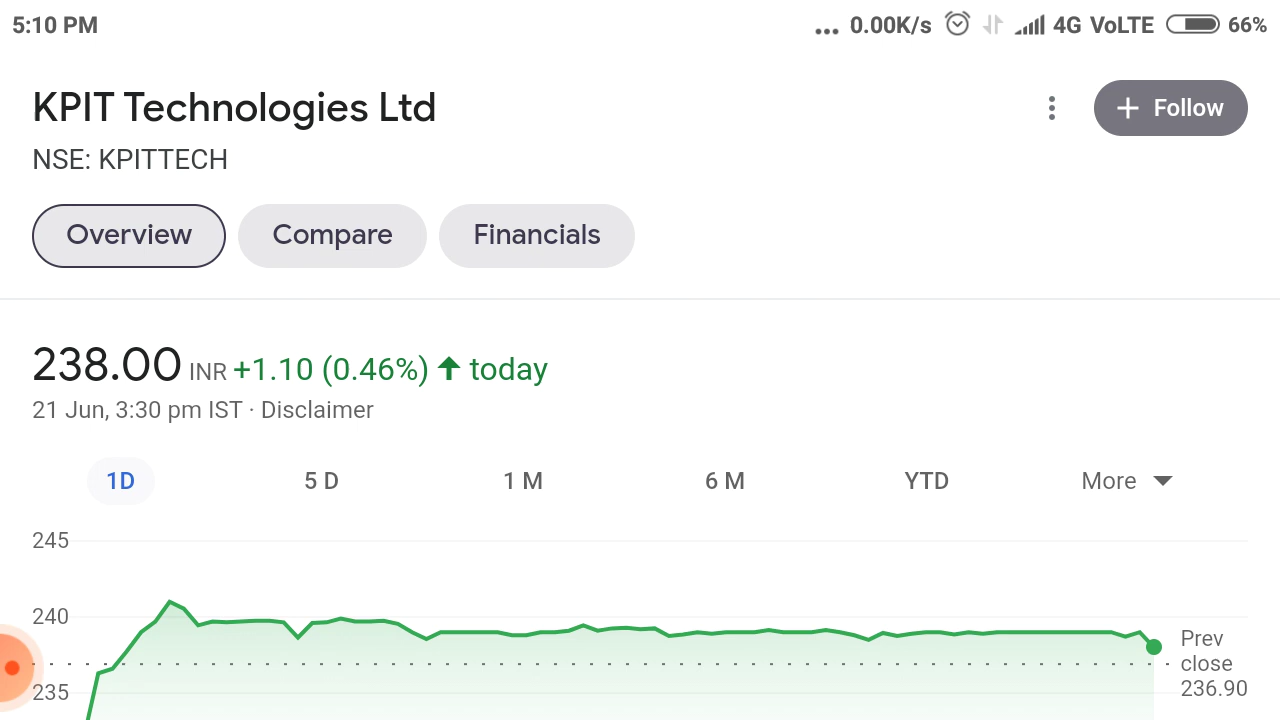 5:10 PM ... 0.00K/s 4G VoLTE 66%
KPIT Technologies Ltd
+ Follow
NSE: KPITTECH
Overview Compare Financials
238.00 INR +1.10 (0.46%) ↑ today
21 Jun, 3:30 pm IST · Disclaimer
1D 5 D 1 M 6 M YTD More
245
240
Prev
close
236.90
235